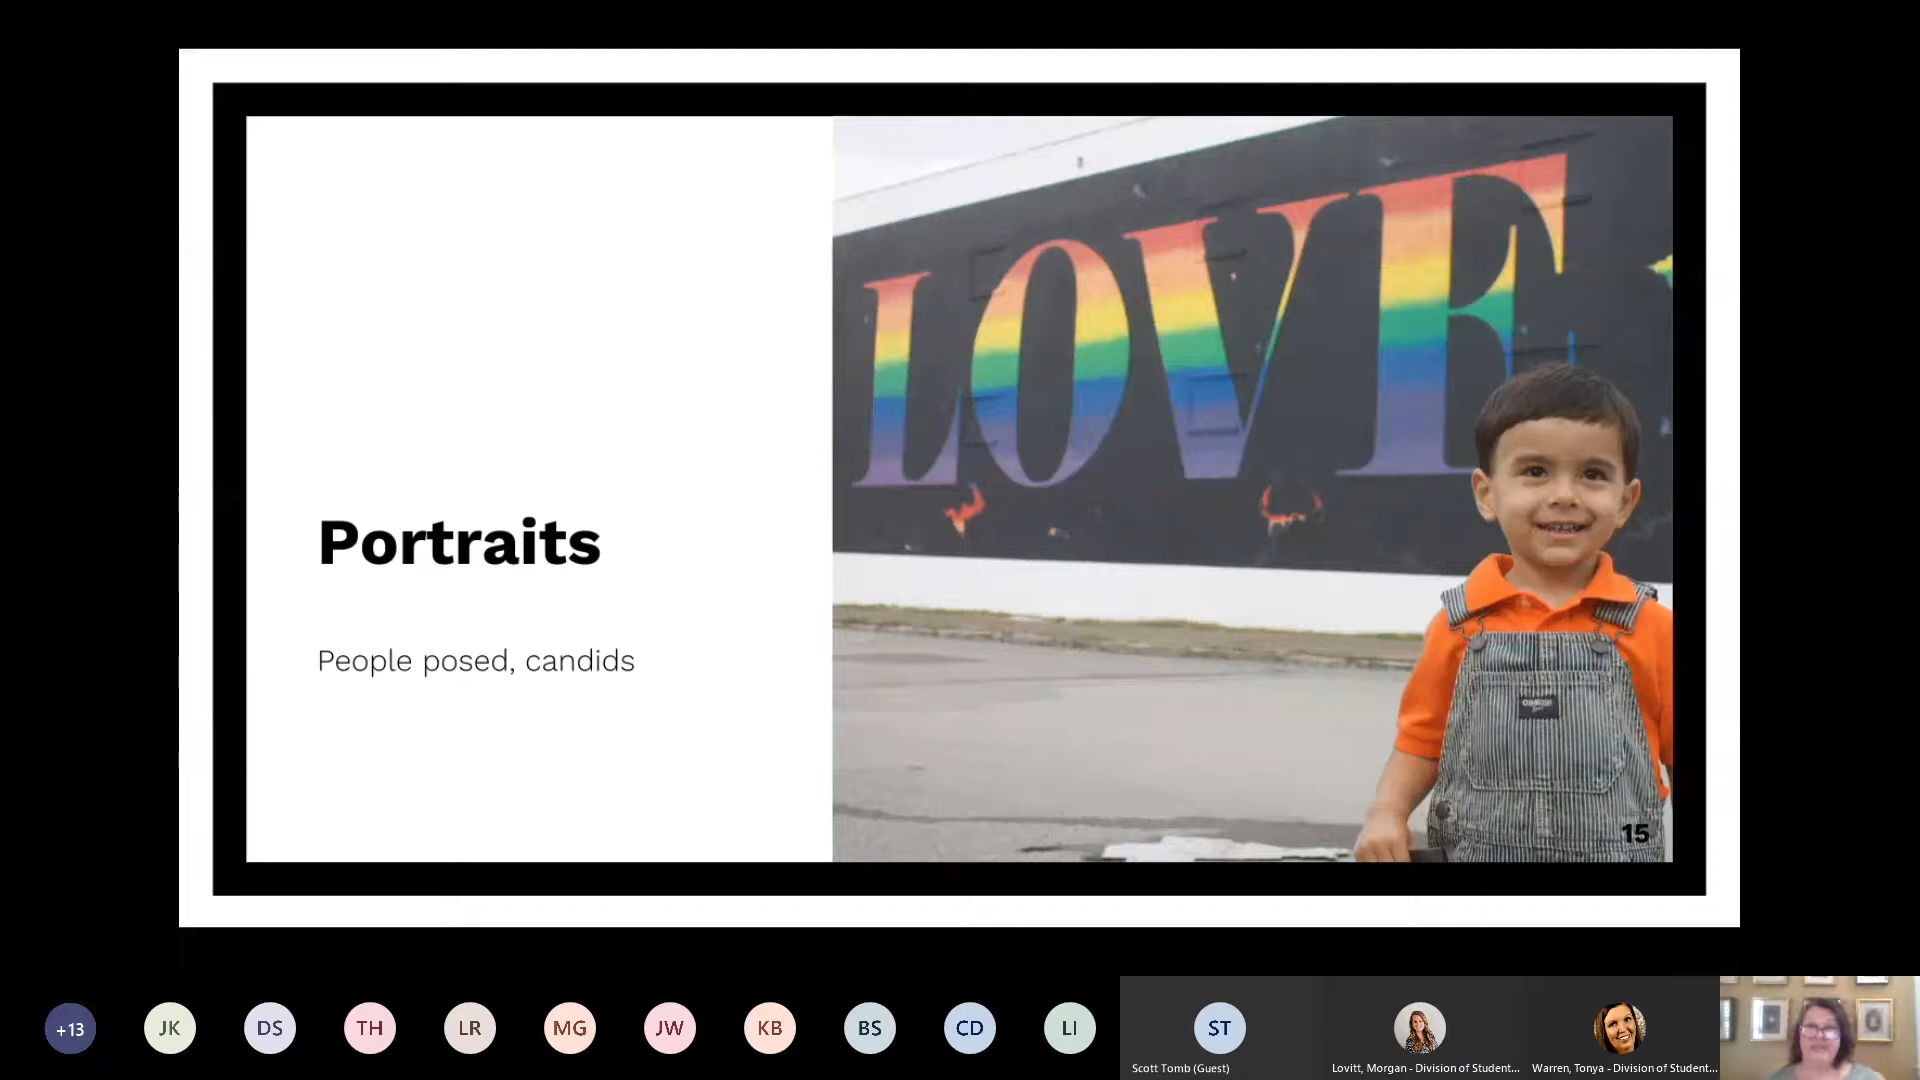 LOVE
Portraits
People posed, candids
OSHKOSH
15
+13
JK
DS
TH
LR
MG
JW
KB
BS
CD
LI
ST
Scott Tomb (Guest)
Lovitt, Morgan - Division of Student...
Warren, Tonya - Division of Student...